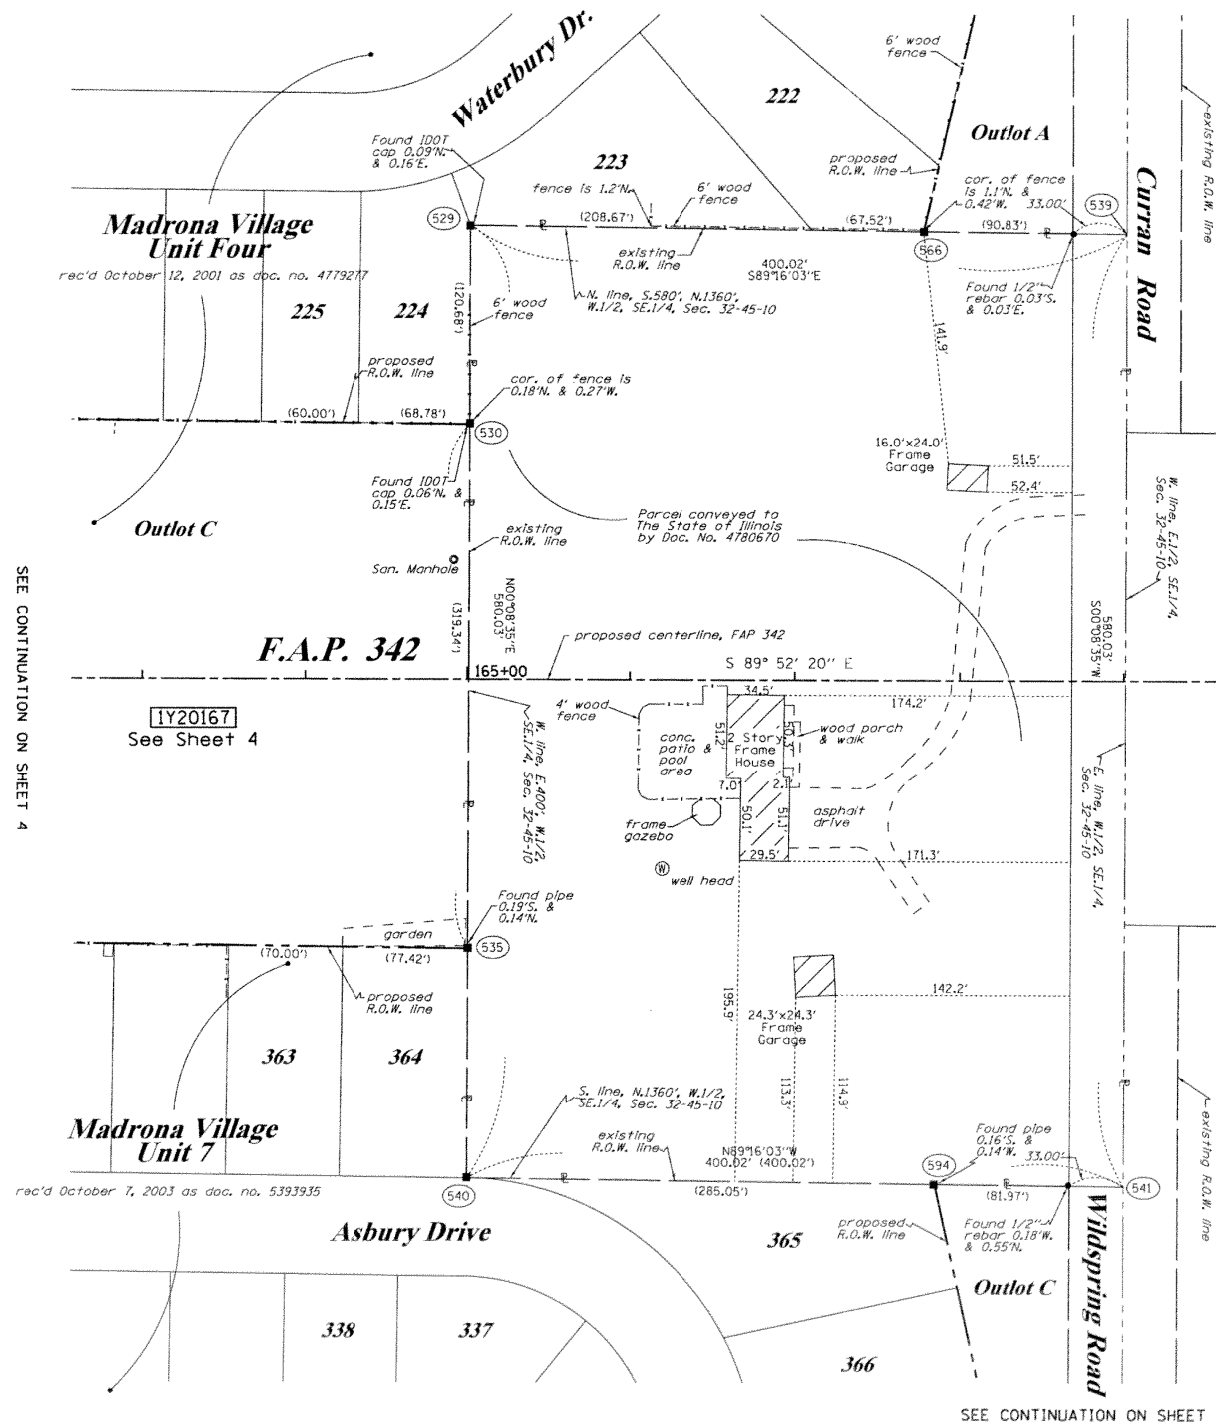 Waterbury Dr.
6' wood
fence
222
Outlot A
existing R.O.W. line
Found IDOT
cap 0.09'N.
& 0.16'E.
223
fence is 1.2'N.
6' wood
fence
proposed
R.O.W. line
cor. of fence
is 1.1'N. &
0.42'W.
33.00'
539
Curran Road
529
(208.67')
(67.52')
(90.83')
566
Madrona Village
Unit Four
rec'd October 12, 2001 as doc. no. 4779277
existing
R.O.W. line
400.02'
S89°16'03"E
N. line, S.580', N.1360',
W.1/2, SE.1/4, Sec. 32-45-10
Found 1/2"
rebar 0.03'S.
& 0.03'E.
225
224
(120.68')
6' wood
fence
141.9'
proposed
R.O.W. line
cor. of fence is
0.18'N. & 0.27'W.
(60.00')
(68.78')
530
16.0'x24.0'
Frame
Garage
51.5'
52.4'
Found IDOT
cap 0.06'N. &
0.15'E.
Outlot C
existing
R.O.W. line
Parcel conveyed to
The State of Illinois
by Doc. No. 4780670
W. line, E.1/2, SE.1/4,
Sec. 32-45-10
San. Manhole
SEE CONTINUATION ON SHEET 4
N00°08'35"E
580.03'
(319.34')
580.03'
S00°08'35"W
F.A.P. 342
proposed centerline, FAP 342
165+00
S 89° 52' 20" E
1Y20167
See Sheet 4
4' wood
fence
34.5'
174.2'
W. line, E.400', W.1/2,
SE.1/4, Sec. 32-45-10
conc.
patio &
pool
area
51.2'
2 Story
Frame
House
50.3'
wood porch
& walk
E. line, W.1/2, SE.1/4,
Sec. 32-45-10
7.0'
2.1'
frame
gazebo
50.1'
51.1'
asphalt
drive
29.5'
171.3'
W
well head
Found pipe
0.19'S. &
0.14'N.
garden
535
(70.00')
(77.42')
proposed
R.O.W. line
195.9'
142.2'
24.3'x24.3'
Frame
Garage
363
364
113.3'
114.9'
S. line, N.1360', W.1/2,
SE.1/4, Sec. 32-45-10
Madrona Village
Unit 7
rec'd October 7, 2003 as doc. no. 5393935
existing
R.O.W. line
N89°16'03"W
400.02' (400.02')
Found pipe
0.16'S. &
0.14'W.
33.00'
existing R.O.W. line
594
540
(285.05')
(81.97')
541
Asbury Drive
365
proposed
R.O.W. line
Found 1/2"
rebar 0.18'W.
& 0.55'N.
Outlot C
Wildspring Road
338
337
366
SEE CONTINUATION ON SHEET